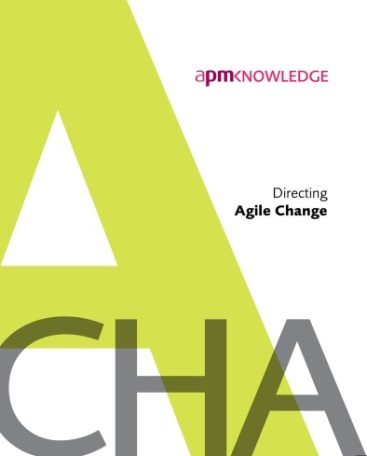 apmKNOWLEDGE
Directing
Agile Change
A
CHA